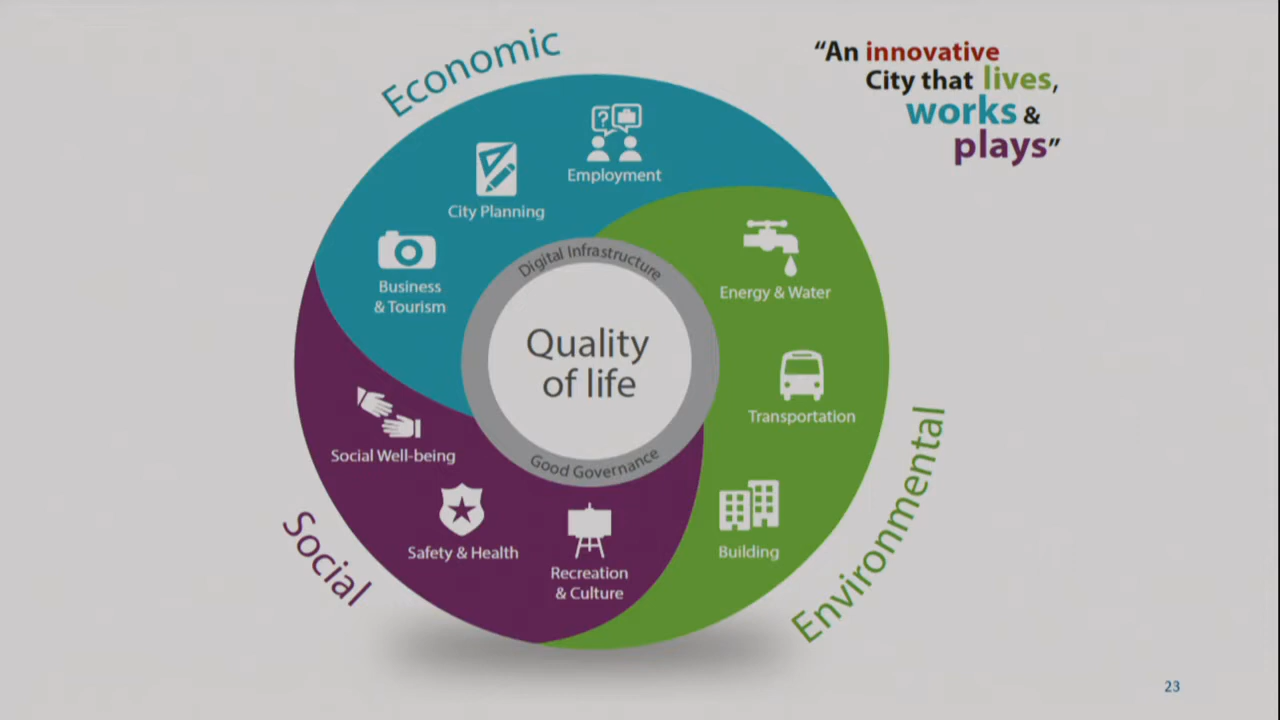 Economic
“An innovative
City that lives,
works &
plays”
Employment
City Planning
Business
& Tourism
Energy & Water
Digital Infrastructure
Quality
of life
Good Governance
Transportation
Building
Environmental
Social Well-being
Safety & Health
Recreation
& Culture
Social
23